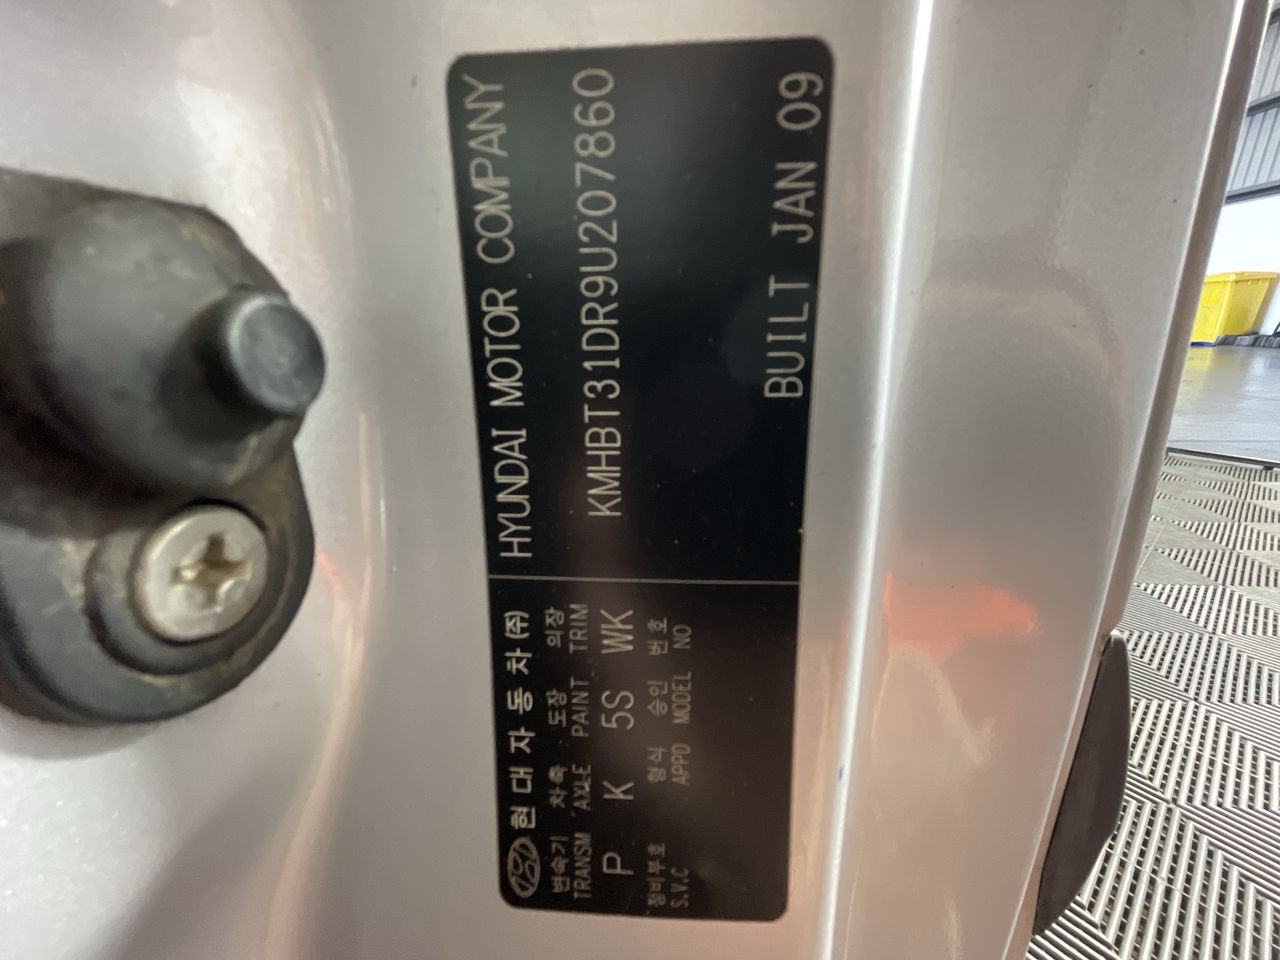 현대자동차(주)
HYUNDAI MOTOR COMPANY
변속기 차축 도장 의장
TRANSM AXLE PAINT TRIM
P K 5S WK
KMHBT31DR9U207860
정비부호 형식 승인 번호
S.V.C APPD MODEL NO
BUILT JAN 09